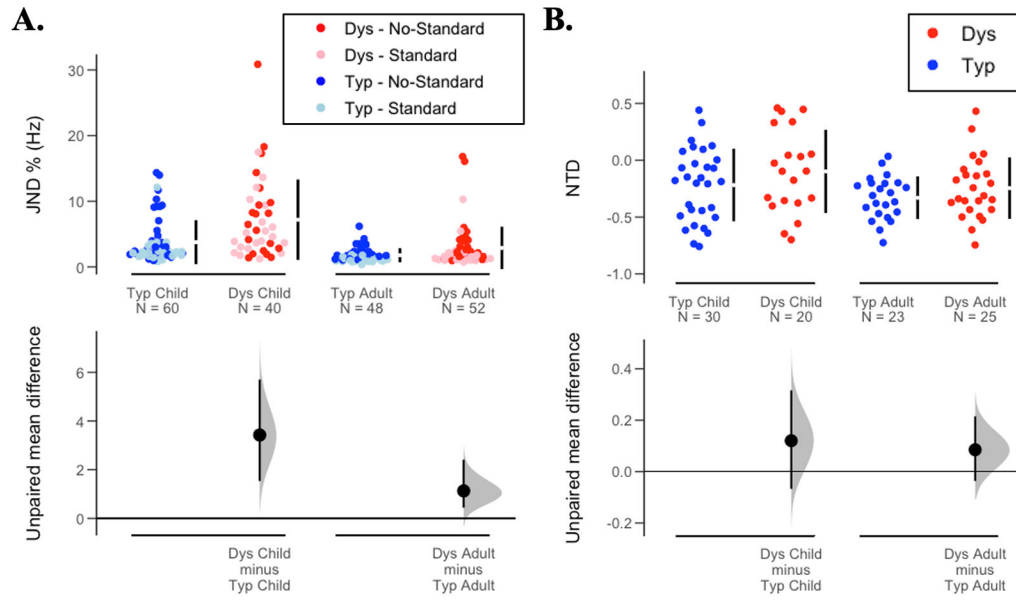 A.
Dys - No-Standard
Dys - Standard
Typ - No-Standard
Typ - Standard
JND % (Hz)
30
20
10
0
Typ Child
N = 60
Dys Child
N = 40
Typ Adult
N = 48
Dys Adult
N = 52
Unpaired mean difference
6
4
2
0
Dys Child
minus
Typ Child
Dys Adult
minus
Typ Adult
B.
Dys
Typ
NTD
0.5
0.0
-0.5
-1.0
Typ Child
N = 30
Dys Child
N = 20
Typ Adult
N = 23
Dys Adult
N = 25
Unpaired mean difference
0.4
0.2
0.0
-0.2
Dys Child
minus
Typ Child
Dys Adult
minus
Typ Adult